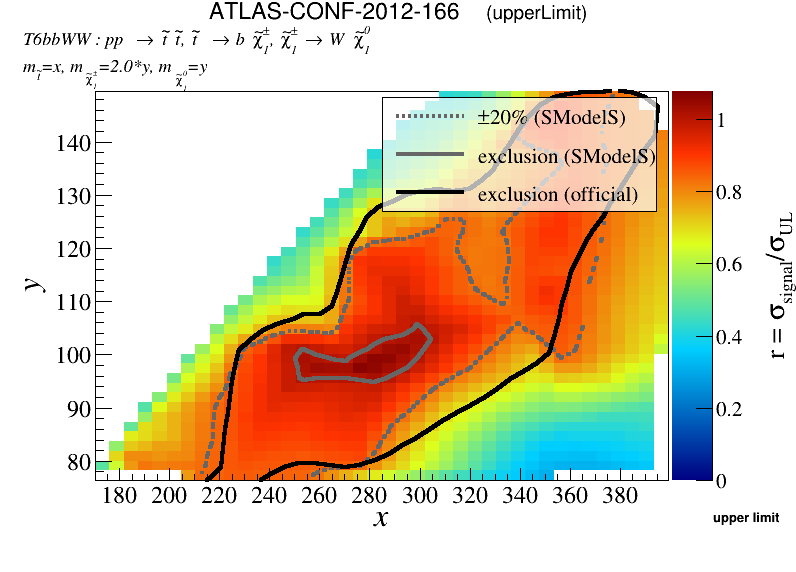 ATLAS-CONF-2012-166 (upperLimit)
T6bbWW : pp → t̃ t̃, t̃ → b χ̃₁±, χ̃₁± → W χ̃₁⁰
m_t̃=x, m_χ̃₁±=2.0*y, m_χ̃₁⁰=y
±20% (SModelS)
exclusion (SModelS)
exclusion (official)
140
130
120
110
100
90
80
y
180 200 220 240 260 280 300 320 340 360 380
x
1
0.8
0.6
0.4
0.2
0
r = σ_signal/σ_UL
upper limit